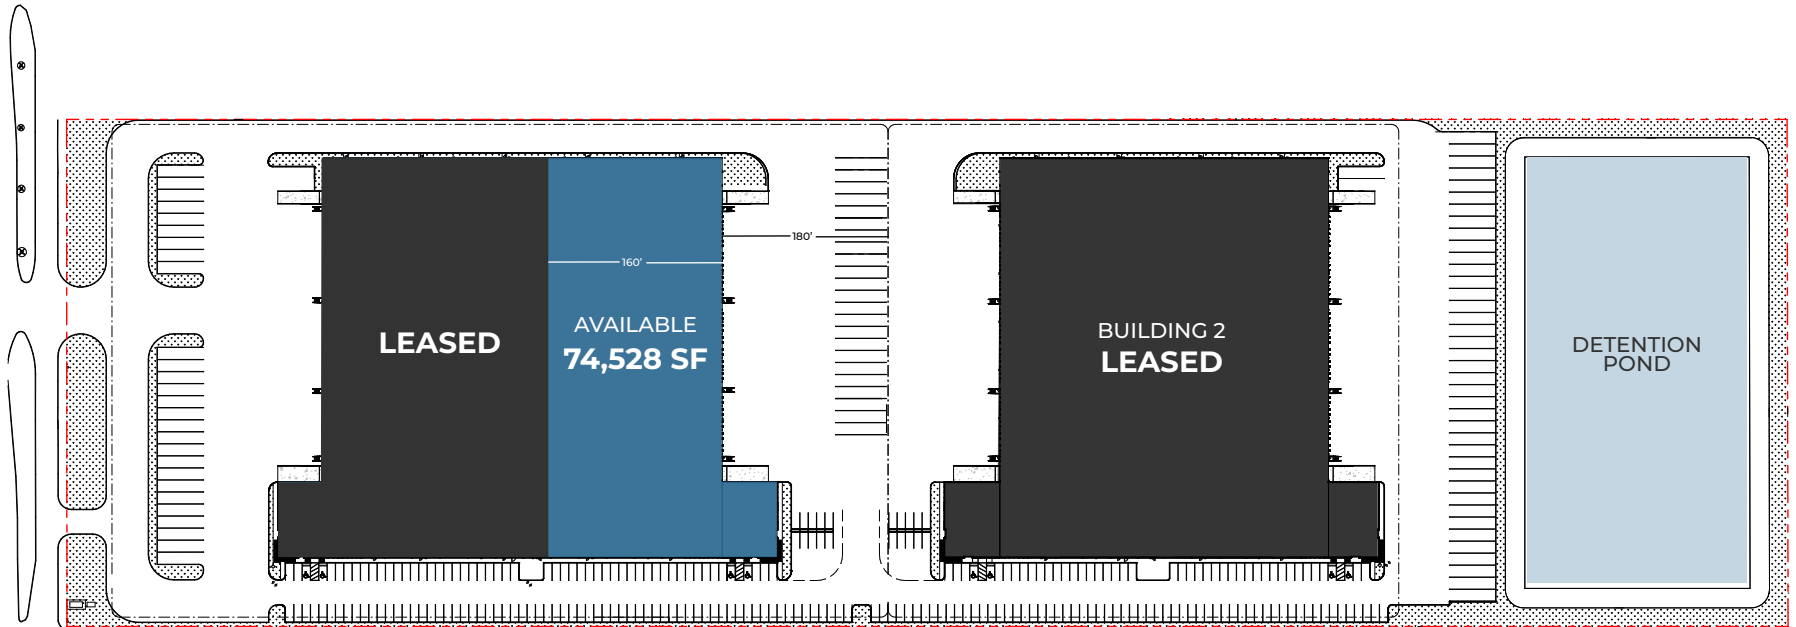 180'
160'
LEASED
AVAILABLE
74,528 SF
BUILDING 2
LEASED
DETENTION
POND